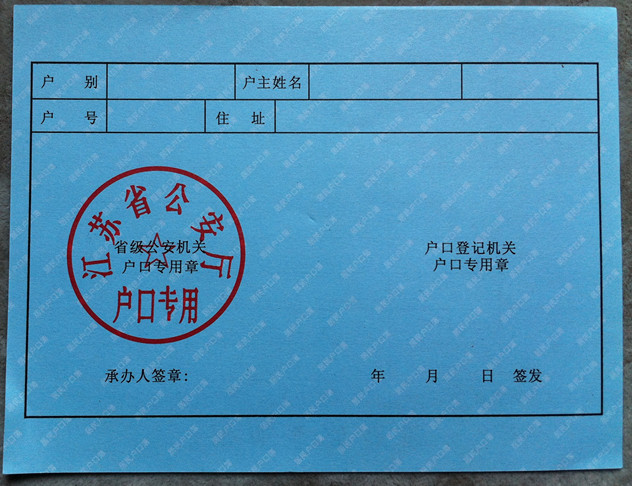 户 别 户主姓名
户 号 住 址
江苏省公安厅
省级公安机关
户口专用章
户口专用
户口登记机关
户口专用章
承办人签章: 年 月 日 签发